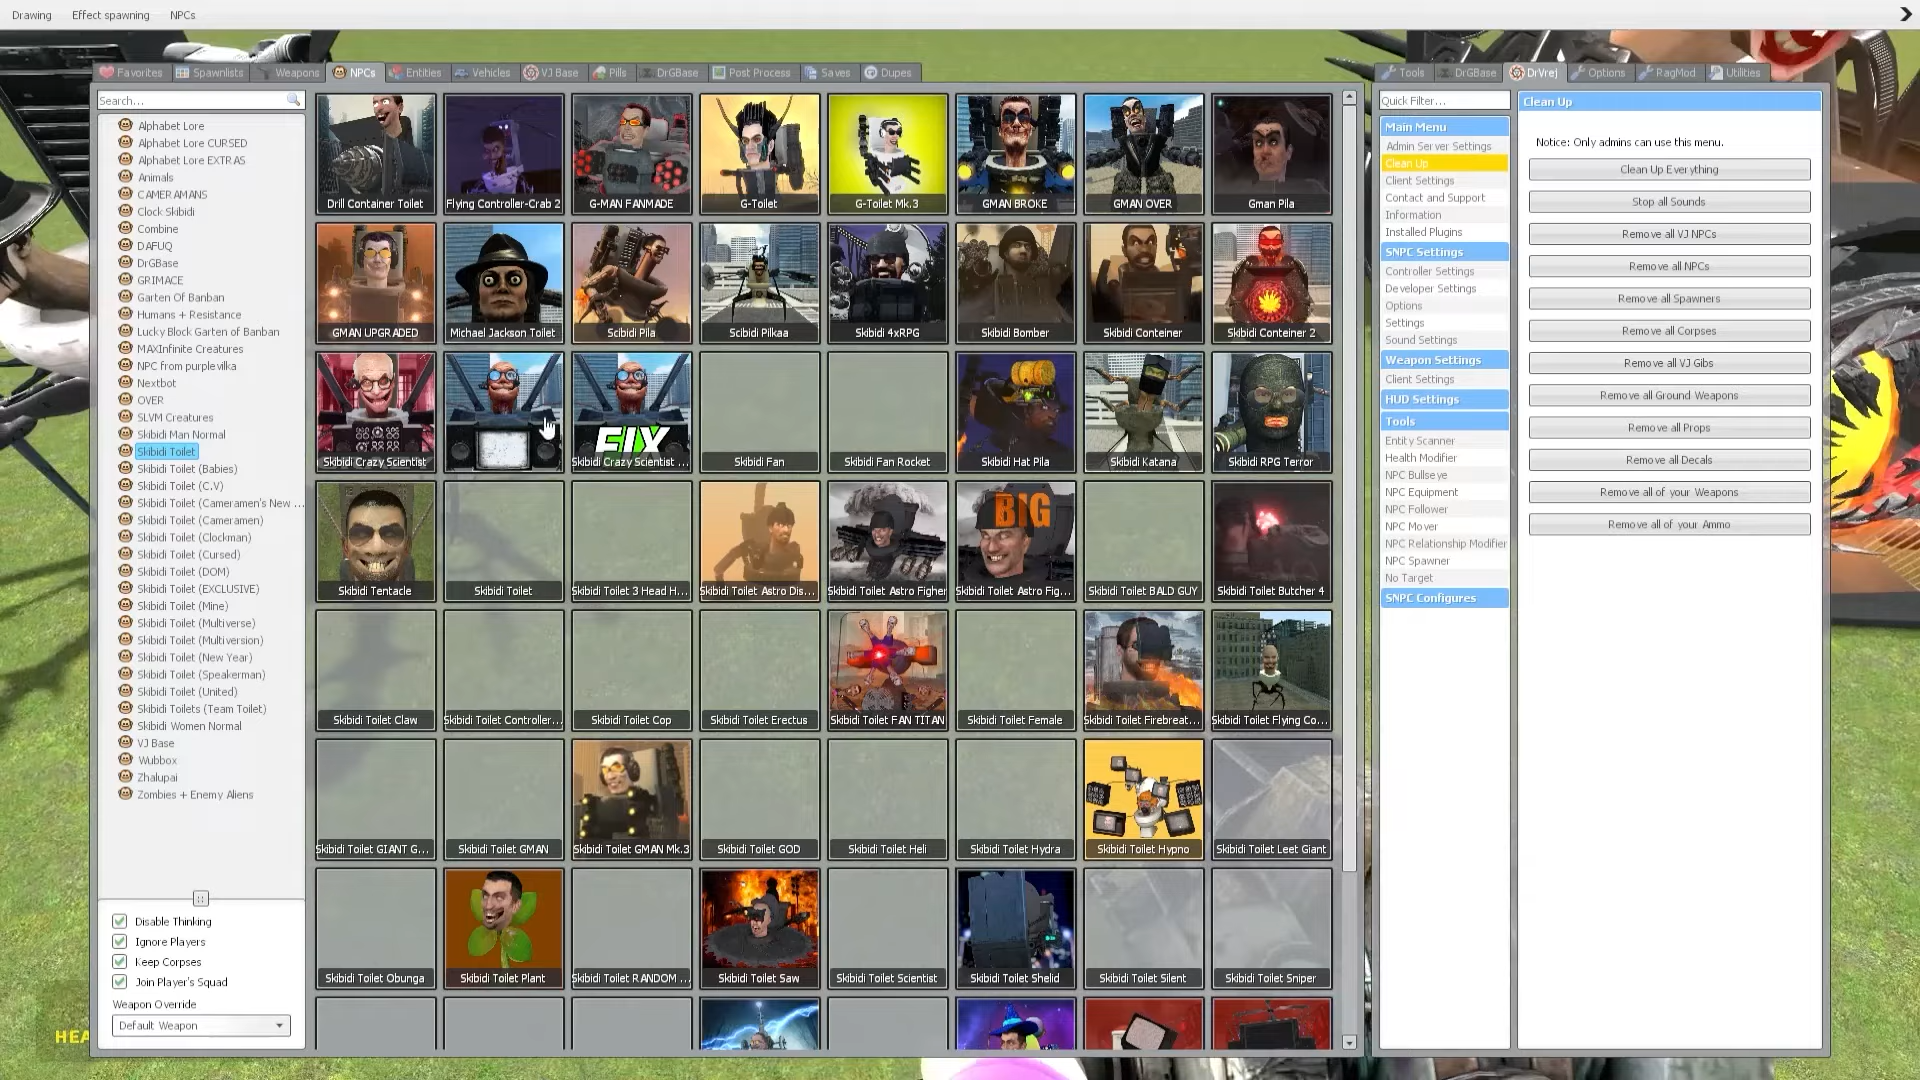 Drawing Effect spawning NPCs
Favorites Spawnlists Weapons NPCs Entities Vehicles VJ Base Pills DrGBase Post Process Saves Dupes
Tools DrGBase DrVrej Options RagMod Utilities
Search...
Alphabet Lore
Alphabet Lore CURSED
Alphabet Lore EXTRAS
Animals
CAMERAMANS
Clock Skibidi
Combine
DAFUQ
DrGBase
GRIMACE
Garten Of Banban
Humans + Resistance
Lucky Block Garten of Banban
MAXInfinite Creatures
NPC from purplevilka
Nextbot
OVER
SLVM Creatures
Skibidi Man Normal
Skibidi Toilet
Skibidi Toilet (Babies)
Skibidi Toilet (C.V)
Skibidi Toilet (Cameramen's New ...
Skibidi Toilet (Cameramen)
Skibidi Toilet (Clockman)
Skibidi Toilet (Cursed)
Skibidi Toilet (DOM)
Skibidi Toilet (EXCLUSIVE)
Skibidi Toilet (Mine)
Skibidi Toilet (Multiverse)
Skibidi Toilet (Multiversion)
Skibidi Toilet (New Year)
Skibidi Toilet (Speakerman)
Skibidi Toilet (United)
Skibidi Toilets (Team Toilet)
Skibidi Women Normal
VJ Base
Wubbox
Zhalupai
Zombies + Enemy Aliens
Disable Thinking
Ignore Players
Keep Corpses
Join Player's Squad
Weapon Override
Default Weapon
HEA
Drill Container Toilet Flying Controller-Crab 2 G-MAN FANMADE G-Toilet G-Toilet Mk.3 GMAN BROKE GMAN OVER Gman Pila
GMAN UPGRADED Michael Jackson Toilet Scibidi Pila Scibidi Pilkaa Skibidi 4xRPG Skibidi Bomber Skibidi Conteiner Skibidi Conteiner 2
FIX
Skibidi Crazy Scientist Skibidi Crazy Scientist ... Skibidi Fan Skibidi Fan Rocket Skibidi Hat Pila Skibidi Katana Skibidi RPG Terror
BIG
Skibidi Tentacle Skibidi Toilet Skibidi Toilet 3 Head H... Skibidi Toilet Astro Dis... Skibidi Toilet Astro Figher Skibidi Toilet Astro Fig... Skibidi Toilet BALD GUY Skibidi Toilet Butcher 4
Skibidi Toilet Claw Skibidi Toilet Controller... Skibidi Toilet Cop Skibidi Toilet Erectus Skibidi Toilet FAN TITAN Skibidi Toilet Female Skibidi Toilet Firebreat... Skibidi Toilet Flying Co...
Skibidi Toilet GIANT G... Skibidi Toilet GMAN Skibidi Toilet GMAN Mk.3 Skibidi Toilet GOD Skibidi Toilet Heli Skibidi Toilet Hydra Skibidi Toilet Hypno Skibidi Toilet Leet Giant
Skibidi Toilet Obunga Skibidi Toilet Plant Skibidi Toilet RANDOM ... Skibidi Toilet Saw Skibidi Toilet Scientist Skibidi Toilet Shelid Skibidi Toilet Silent Skibidi Toilet Sniper
Quick Filter...
Main Menu
Admin Server Settings
Clean Up
Client Settings
Contact and Support
Information
Installed Plugins
SNPC Settings
Controller Settings
Developer Settings
Options
Settings
Sound Settings
Weapon Settings
Client Settings
HUD Settings
Tools
Entity Scanner
Health Modifier
NPC Bullseye
NPC Equipment
NPC Follower
NPC Mover
NPC Relationship Modifier
NPC Spawner
No Target
SNPC Configures
Clean Up
Notice: Only admins can use this menu.
Clean Up Everything
Stop all Sounds
Remove all VJ NPCs
Remove all NPCs
Remove all Spawners
Remove all Corpses
Remove all VJ Gibs
Remove all Ground Weapons
Remove all Props
Remove all Decals
Remove all of your Weapons
Remove all of your Ammo